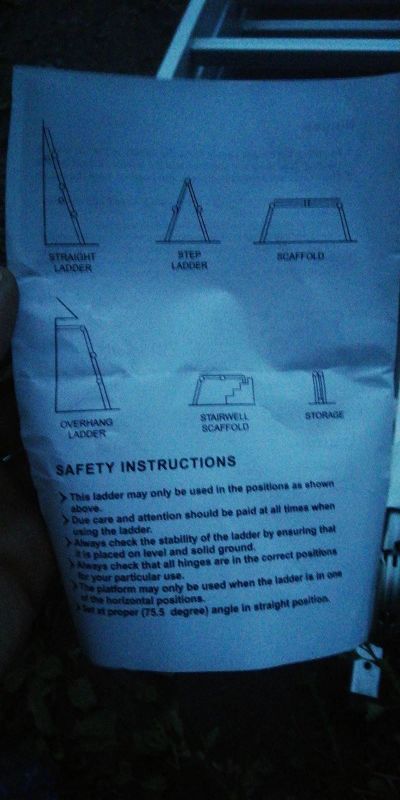 STRAIGHT
LADDER
STEP
LADDER
SCAFFOLD
OVERHANG
LADDER
STAIRWELL
SCAFFOLD
STORAGE
SAFETY INSTRUCTIONS
This ladder may only be used in the positions as shown
above.
Due care and attention should be paid at all times when
using the ladder.
Always check the stability of the ladder by ensuring that
it is placed on level and solid ground.
Always check that all hinges are in the correct positions
for your particular use.
The platform may only be used when the ladder is in one
of the horizontal positions.
Set at proper (75.5 degree) angle in straight position.